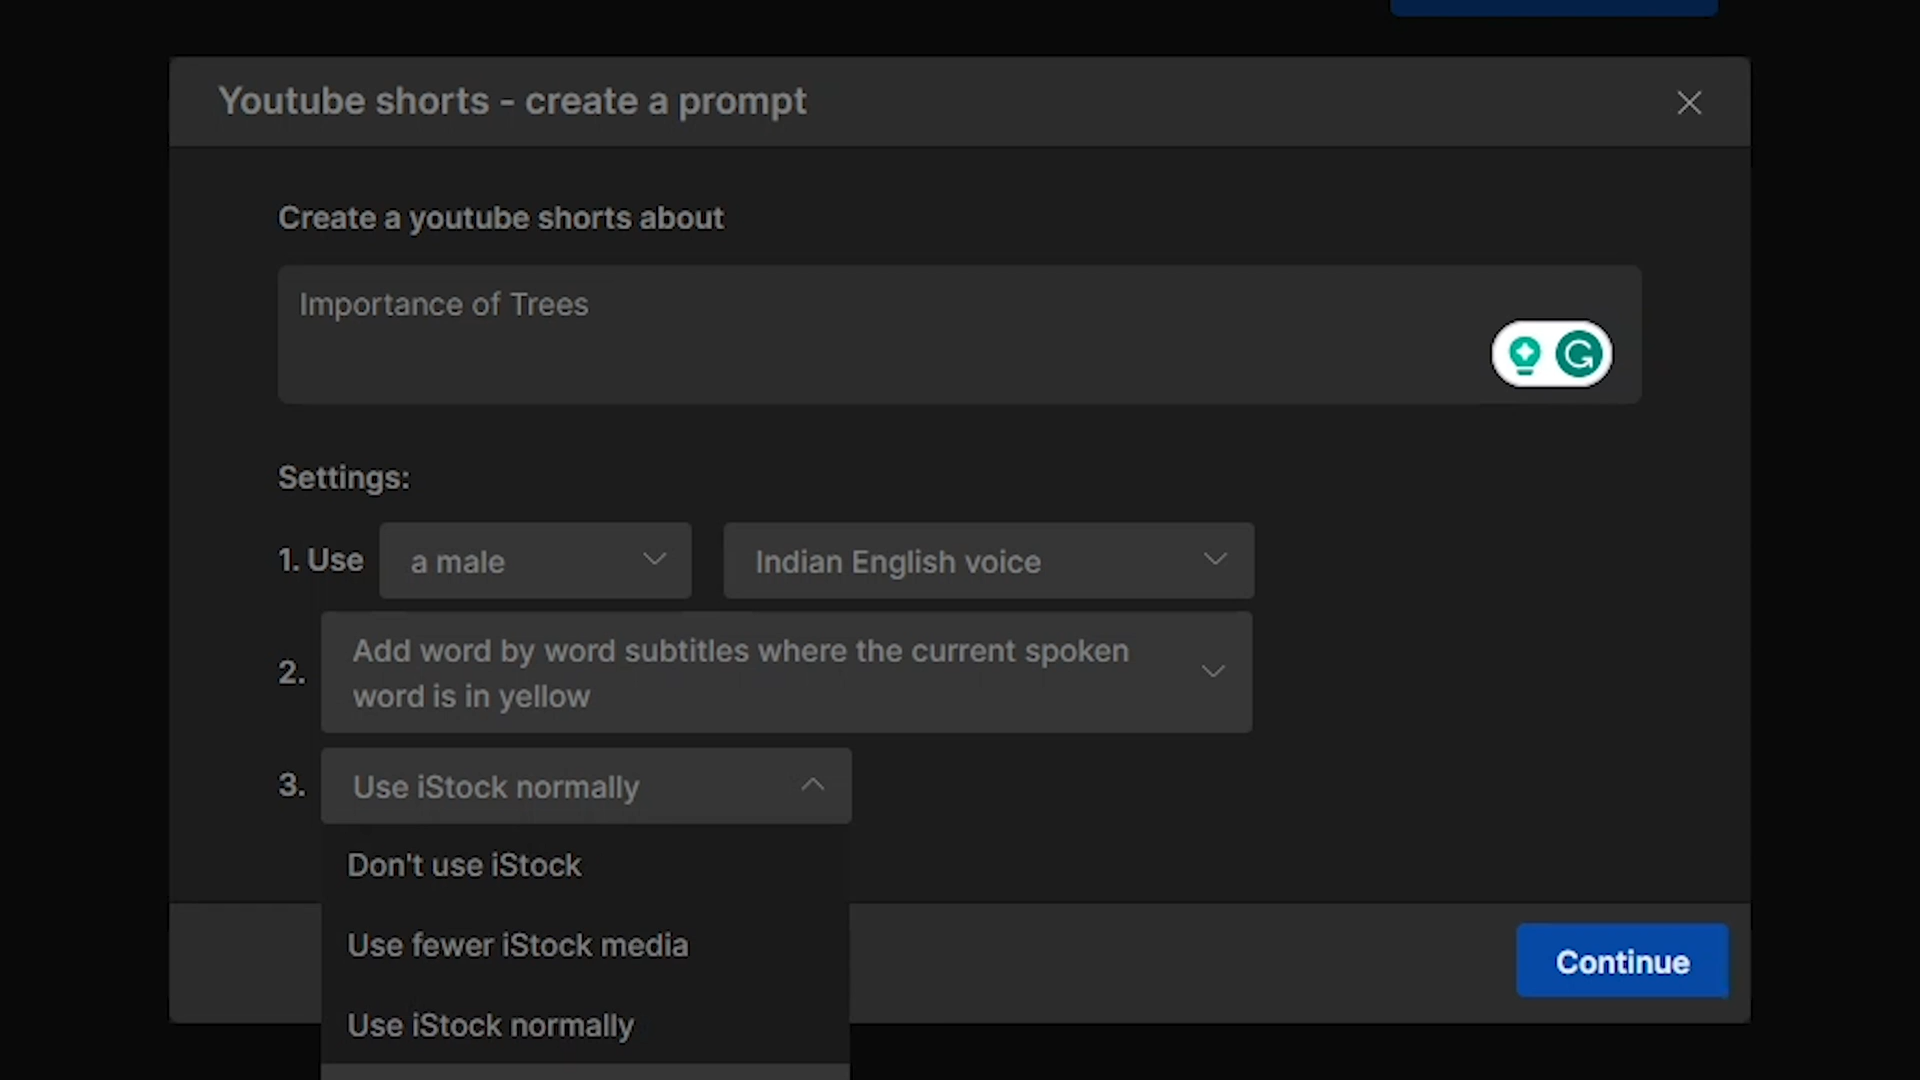 Youtube shorts - create a prompt
Create a youtube shorts about
Importance of Trees
Settings:
1. Use a male Indian English voice
2. Add word by word subtitles where the current spoken
word is in yellow
3. Use iStock normally
Don't use iStock
Use fewer iStock media
Use iStock normally
Continue